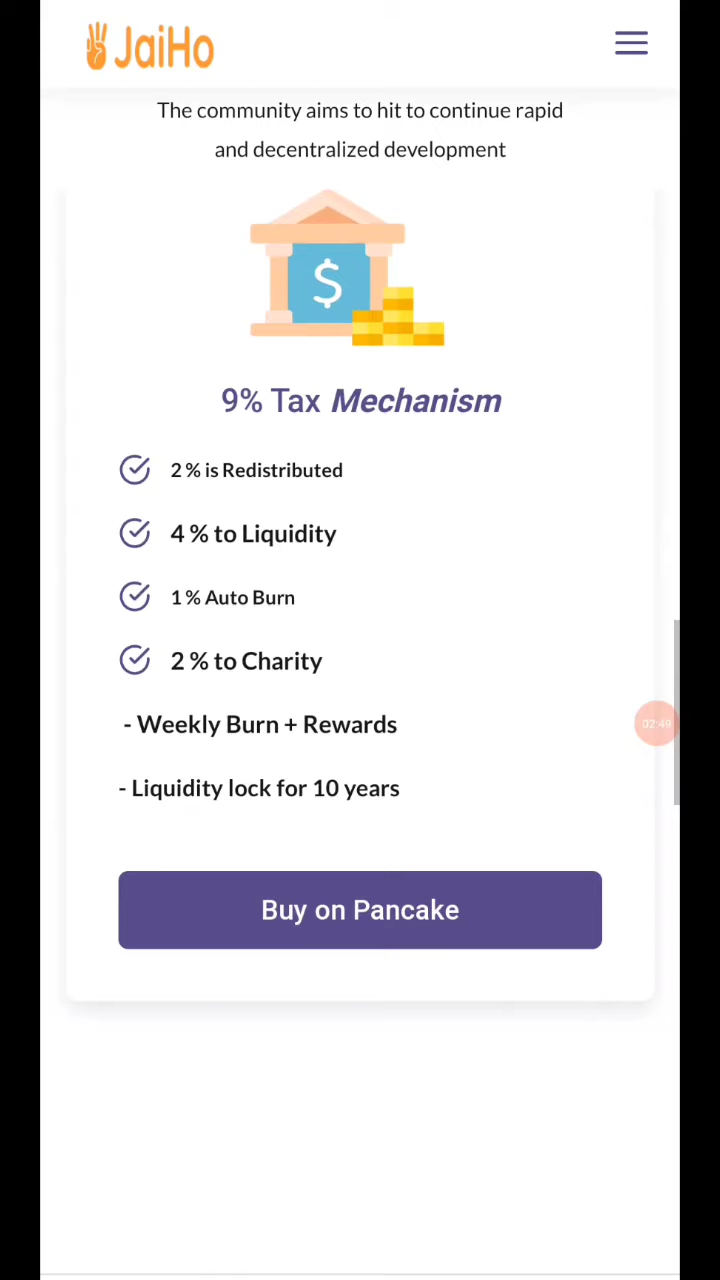 JaiHo
The community aims to hit to continue rapid
and decentralized development
$
9% Tax Mechanism
2 % is Redistributed
4 % to Liquidity
1 % Auto Burn
2 % to Charity
- Weekly Burn + Rewards
02:49
- Liquidity lock for 10 years
Buy on Pancake